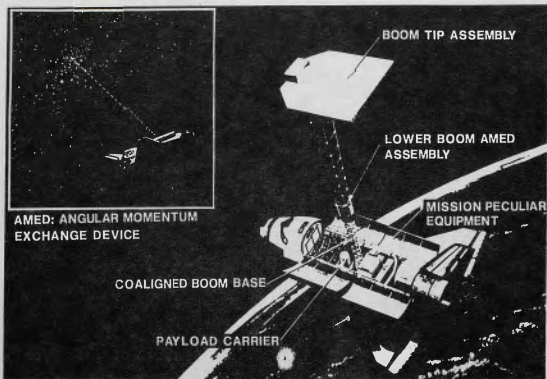 BOOM TIP ASSEMBLY
LOWER BOOM AMED
ASSEMBLY
AMED: ANGULAR MOMENTUM
EXCHANGE DEVICE
MISSION PECULIAR
EQUIPMENT
COALIGNED BOOM BASE
PAYLOAD CARRIER